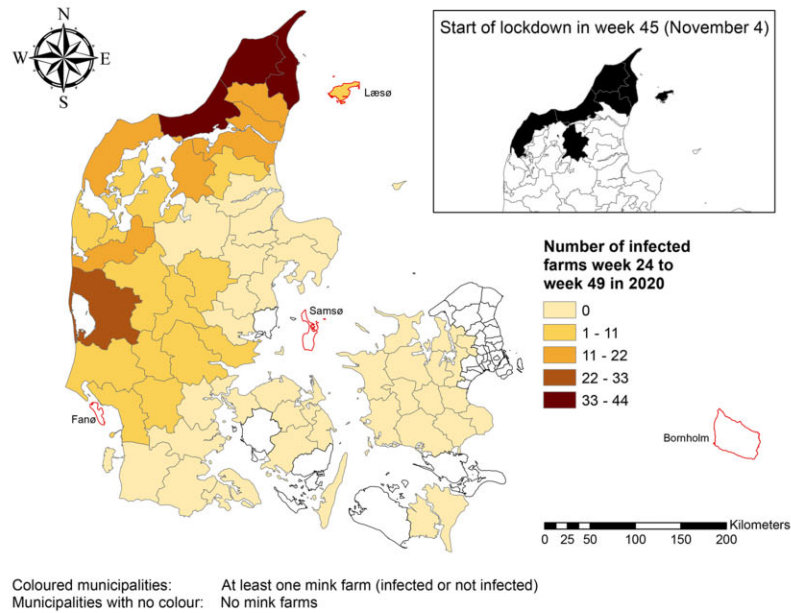 N
W E
S
Start of lockdown in week 45 (November 4)
Læsø
Number of infected
farms week 24 to
week 49 in 2020
0
1 - 11
11 - 22
22 - 33
33 - 44
Samsø
Fanø
Bornholm
Kilometers
0 25 50 100 150 200
Coloured municipalities: At least one mink farm (infected or not infected)
Municipalities with no colour: No mink farms